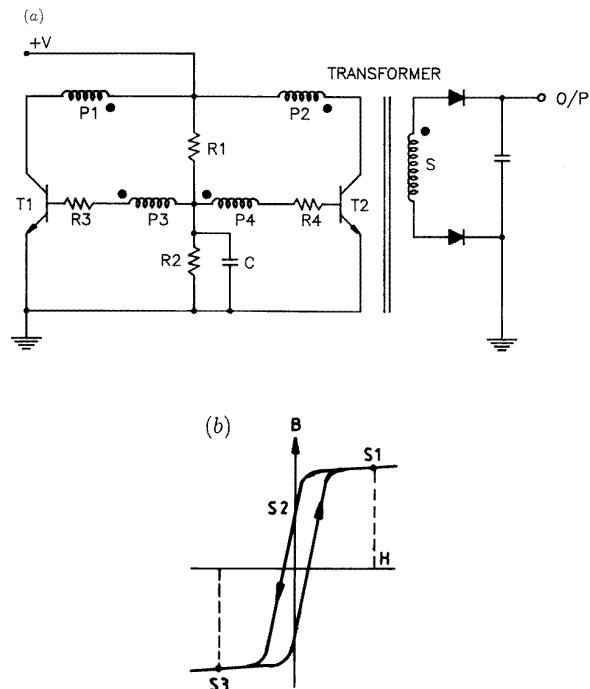 (a)
+V
TRANSFORMER
P1
P2
O/P
R1
S
T1
R3
P3
P4
R4
T2
R2
C
(b)
B
S1
S2
H
S3